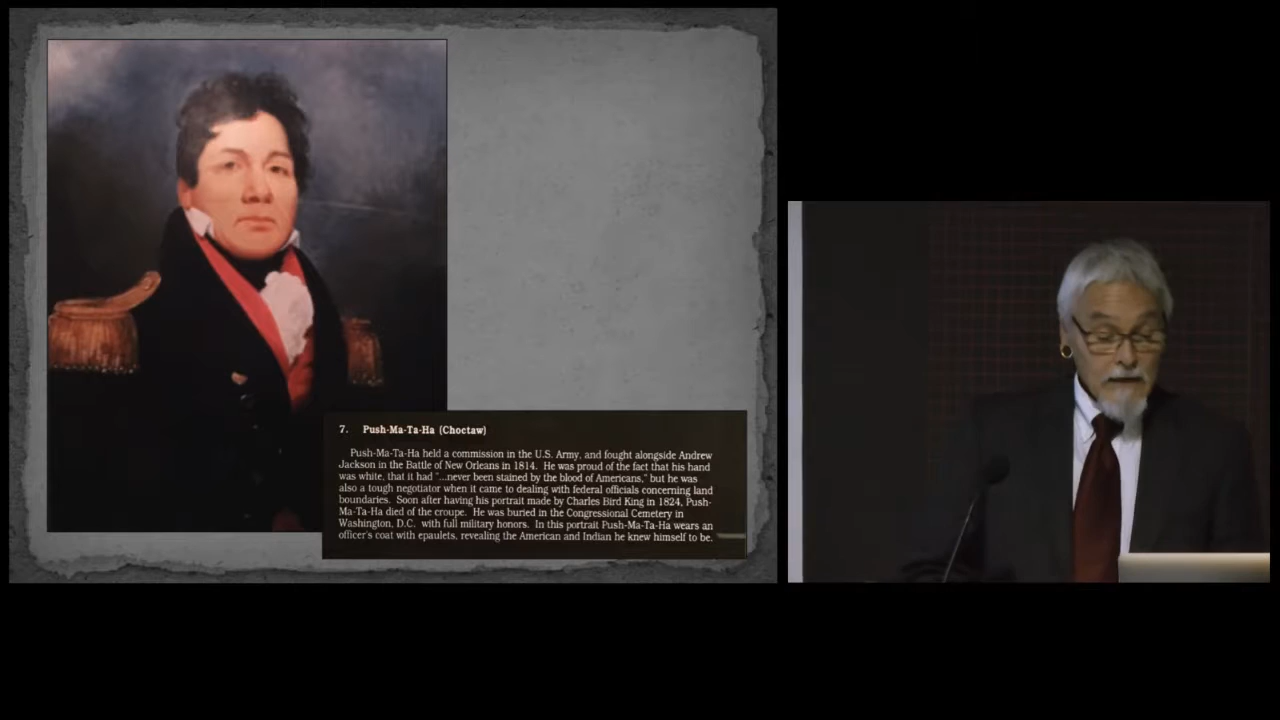 7. Push-Ma-Ta-Ha (Choctaw)
Push-Ma-Ta-Ha held a commission in the U.S. Army, and fought alongside Andrew
Jackson in the Battle of New Orleans in 1814. He was proud of the fact that his hand
was white, that it had "...never been stained by the blood of Americans," but he was
also a tough negotiator when it came to dealing with federal officials concerning land
boundaries. Soon after having his portrait made by Charles Bird King in 1824, Push-
Ma-Ta-Ha died of the croupe. He was buried in the Congressional Cemetery in
Washington, D.C. with full military honors. In this portrait Push-Ma-Ta-Ha wears an
officer's coat with epaulets, revealing the American and Indian he knew himself to be.